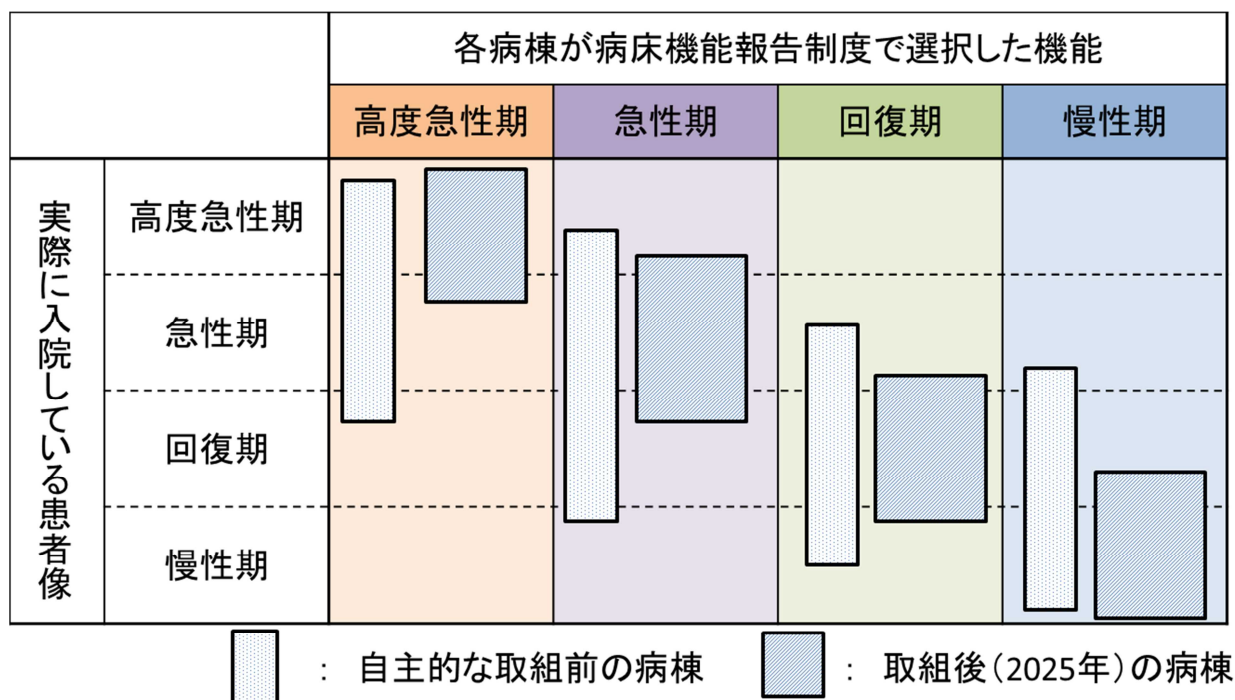 各病棟が病床機能報告制度で選択した機能
高度急性期 急性期 回復期 慢性期
実際に入院している患者像
高度急性期
急性期
回復期
慢性期
： 自主的な取組前の病棟 ： 取組後（2025年）の病棟